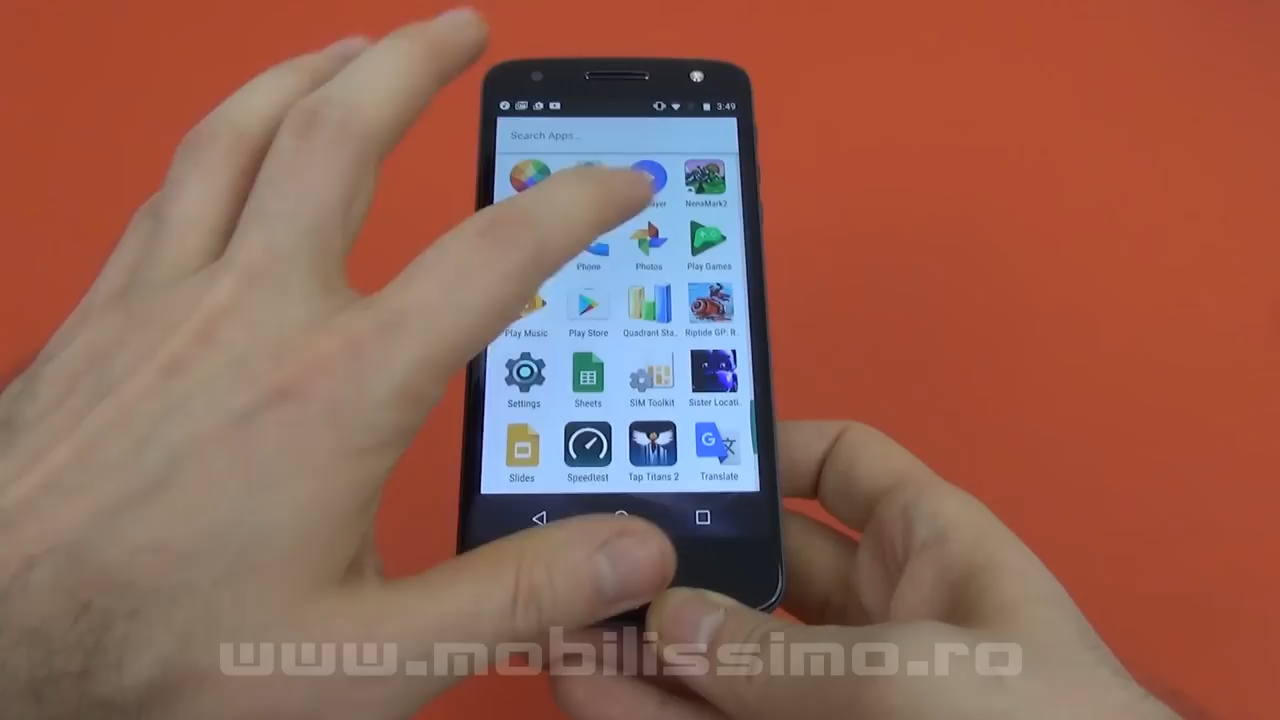 3:49
Search Apps...
NenaMark2
Phone Photos Play Games
Play Music Play Store Quadrant Sta.. Riptide GP: R..
Settings Sheets SIM Toolkit Sister Locati..
Slides Speedtest Tap Titans 2 Translate
www.mobilissimo.ro